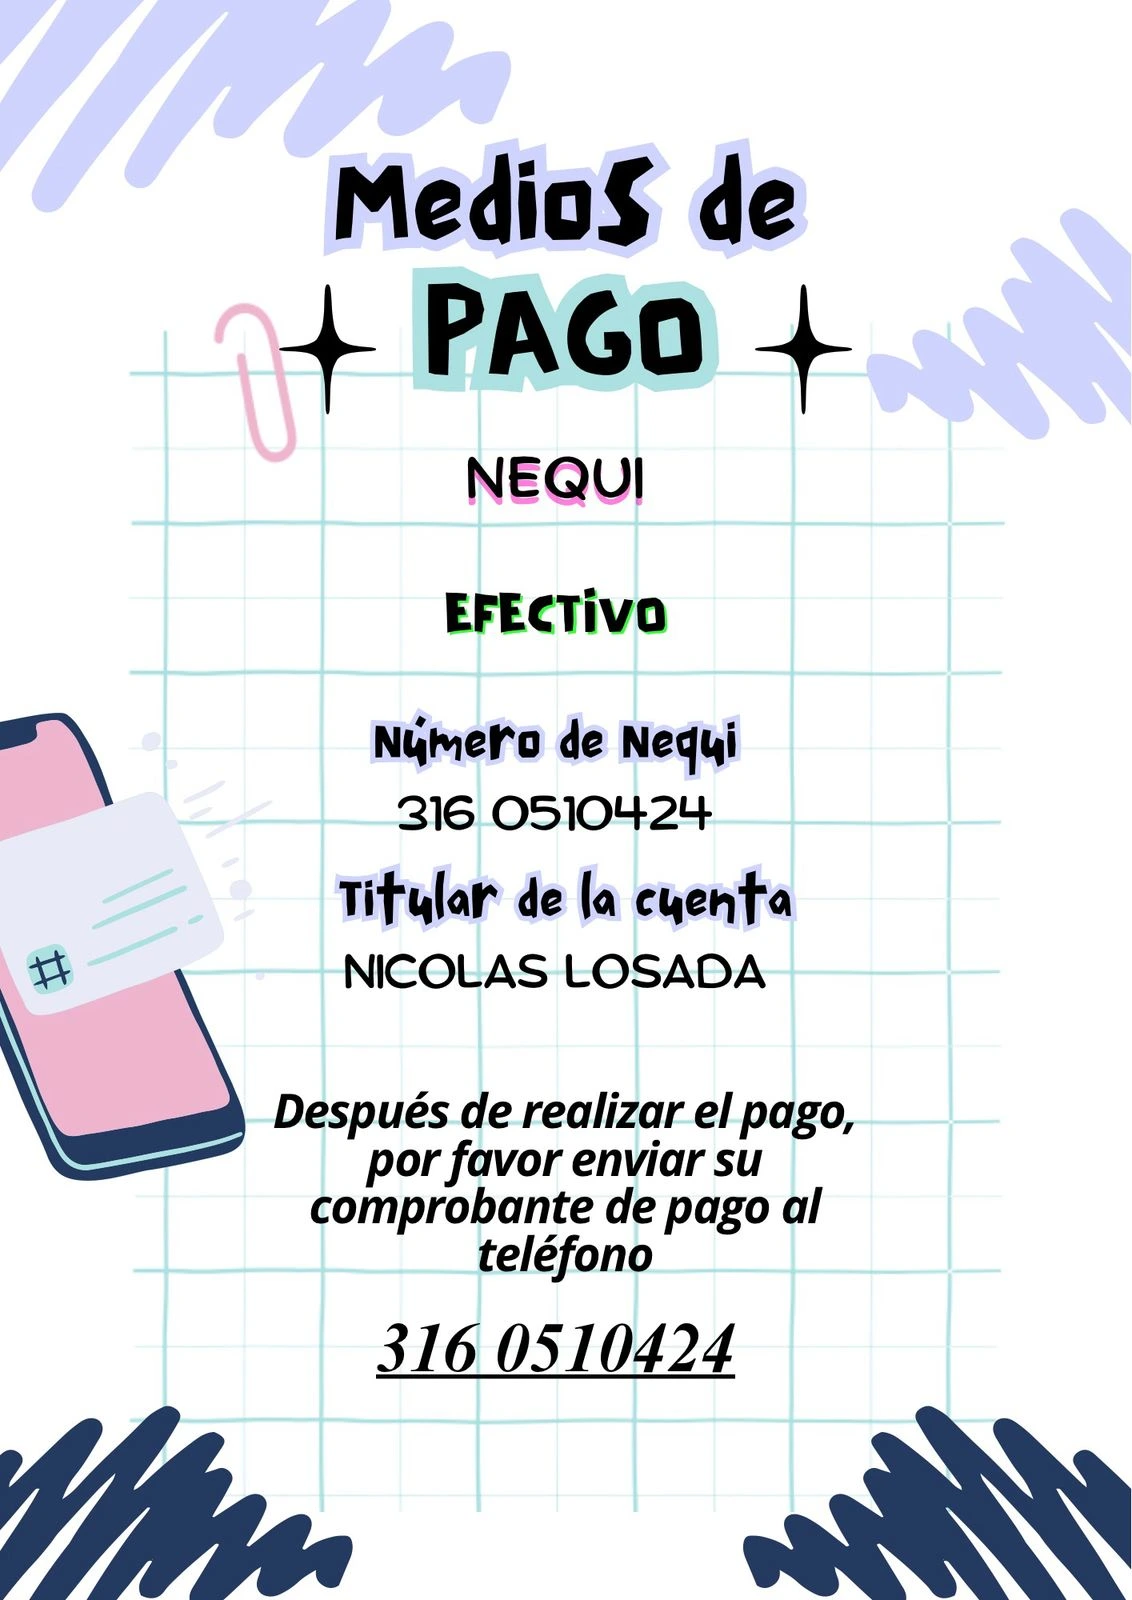 Medios de
PAGO
NEQUI
EFECTIVO
Número de Nequi
316 0510424
Titular de la cuenta
NICOLAS LOSADA
Después de realizar el pago,
por favor enviar su
comprobante de pago al
teléfono
316 0510424